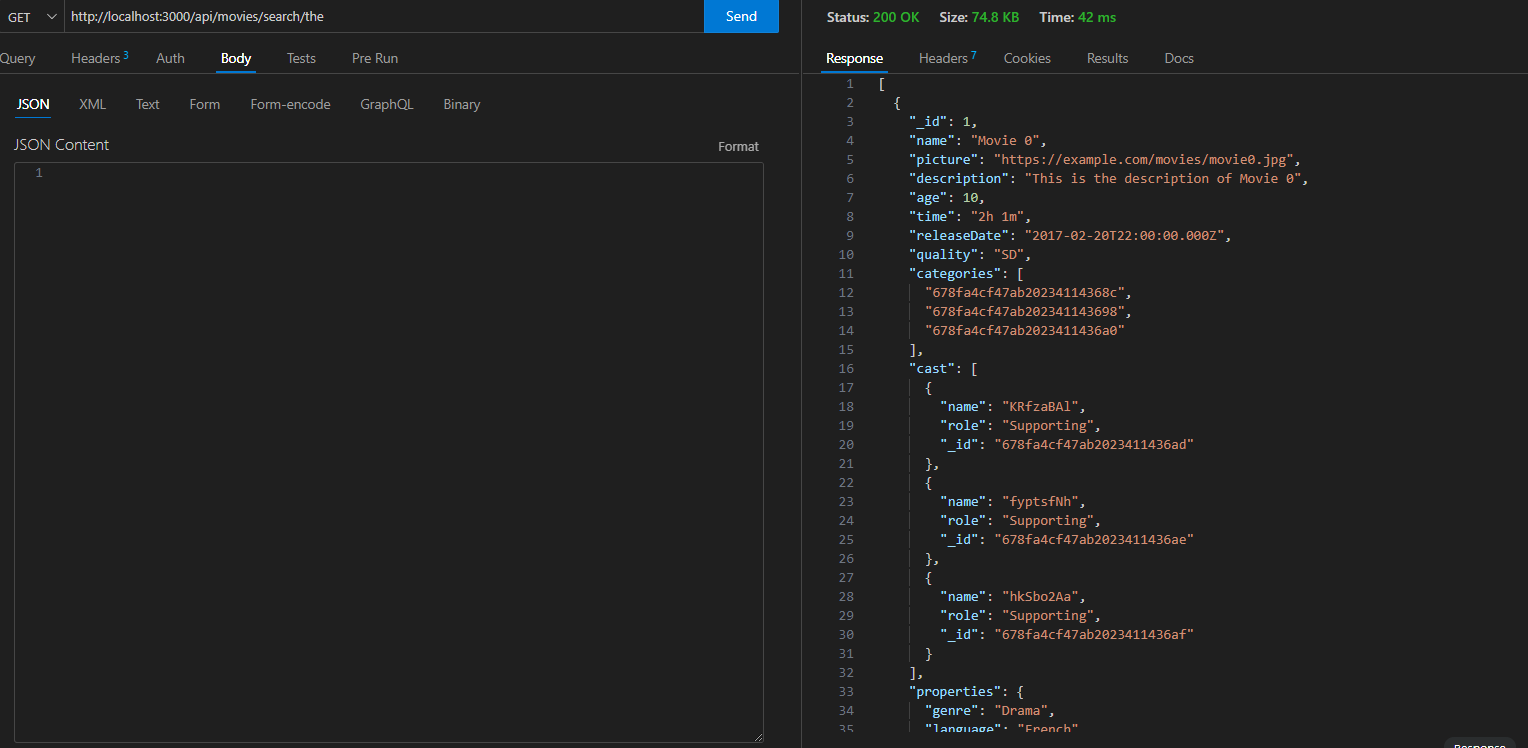 GET http://localhost:3000/api/movies/search/the Send
Query Headers 3 Auth Body Tests Pre Run
JSON XML Text Form Form-encode GraphQL Binary
JSON Content Format
1
Status: 200 OK Size: 74.8 KB Time: 42 ms
Response Headers 7 Cookies Results Docs
1 [
2 {
3 "_id": 1,
4 "name": "Movie 0",
5 "picture": "https://example.com/movies/movie0.jpg",
6 "description": "This is the description of Movie 0",
7 "age": 10,
8 "time": "2h 1m",
9 "releaseDate": "2017-02-20T22:00:00.000Z",
10 "quality": "SD",
11 "categories": [
12 "678fa4cf47ab20234114368c",
13 "678fa4cf47ab202341143698",
14 "678fa4cf47ab2023411436a0"
15 ],
16 "cast": [
17 {
18 "name": "KRfzaBAl",
19 "role": "Supporting",
20 "_id": "678fa4cf47ab2023411436ad"
21 },
22 {
23 "name": "fyptsfNh",
24 "role": "Supporting",
25 "_id": "678fa4cf47ab2023411436ae"
26 },
27 {
28 "name": "hkSbo2Aa",
29 "role": "Supporting",
30 "_id": "678fa4cf47ab2023411436af"
31 }
32 ],
33 "properties": {
34 "genre": "Drama",
35 "language": "French"
Response